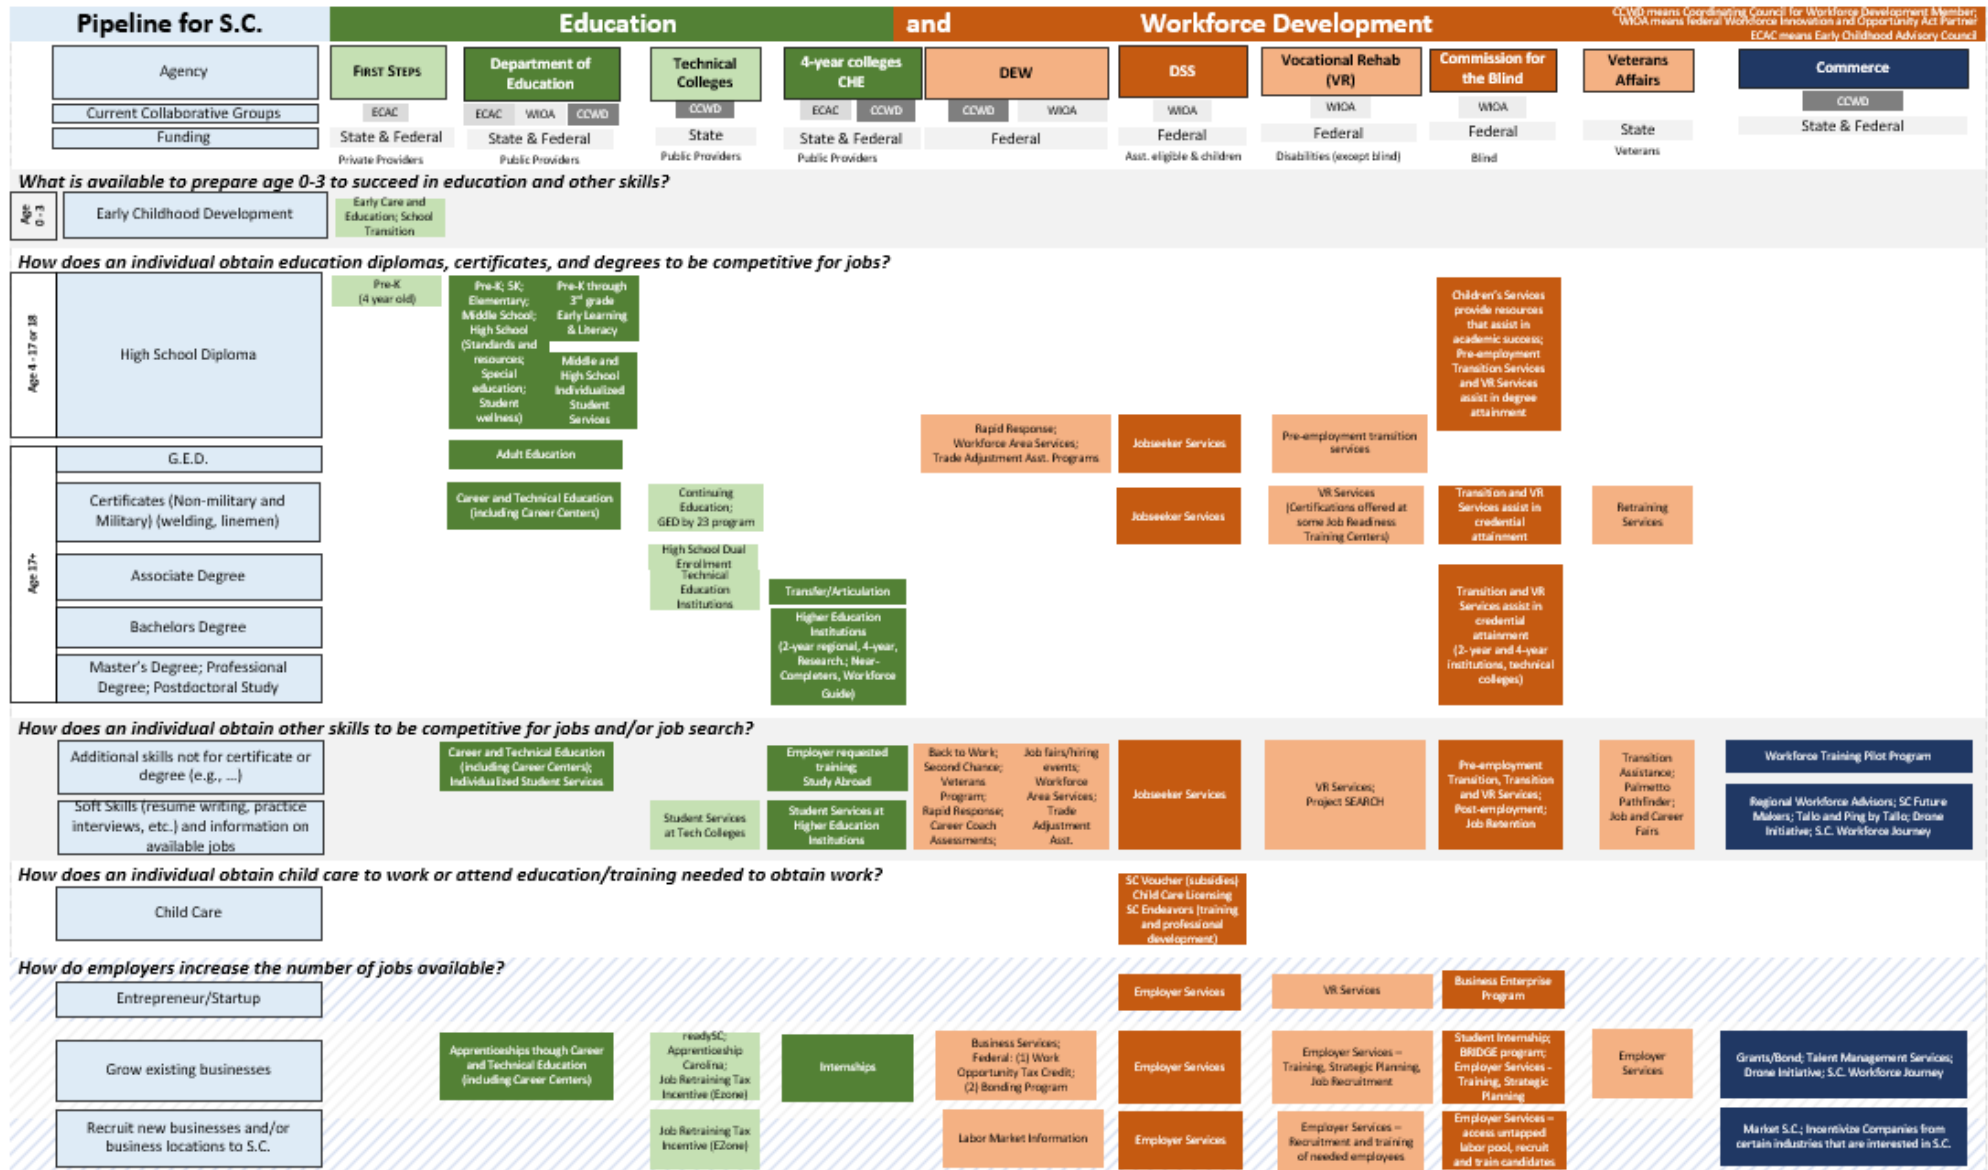 Pipeline for S.C.
Education
and
Workforce Development
CCWD means Coordinating Council for Workforce Development Member;
WIOA means federal Workforce Innovation and Opportunity Act Partner
ECAC means Early Childhood Advisory Council
Agency
First Steps
Department of
Education
Technical
Colleges
4-year colleges
CHE
DEW
DSS
Vocational Rehab
(VR)
Commission for
the Blind
Veterans
Affairs
Commerce
Current Collaborative Groups
ECAC
ECAC
WIOA
CCWD
CCWD
ECAC
CCWD
CCWD
WIOA
WIOA
WIOA
WIOA
CCWD
Funding
State & Federal
State & Federal
State
State & Federal
Federal
Federal
Federal
Federal
State
State & Federal
Private Providers
Public Providers
Public Providers
Public Providers
Asst. eligible & children
Disabilities (except blind)
Blind
Veterans
What is available to prepare age 0-3 to succeed in education and other skills?
Age
0 - 3
Early Childhood Development
Early Care and
Education; School
Transition
How does an individual obtain education diplomas, certificates, and degrees to be competitive for jobs?
Age 4 - 17 or 18
High School Diploma
Pre-K
(4 year old)
Pre-K; 5K;
Elementary;
Middle School;
High School
(Standards and
resources;
Special
education;
Student
wellness)
Pre-K through
3rd grade
Early Learning
& Literacy
Middle and
High School
Individualized
Student
Services
Children's Services
provide resources
that assist in
academic success;
Pre-employment
Transition Services
and VR Services
assist in degree
attainment
Rapid Response;
Workforce Area Services;
Trade Adjustment Asst. Programs
Jobseeker Services
Pre-employment transition
services
Age 17+
G.E.D.
Adult Education
Certificates (Non-military and
Military) (welding, linemen)
Career and Technical Education
(including Career Centers)
Continuing
Education;
GED by 23 program
Jobseeker Services
VR Services
(Certifications offered at
some Job Readiness
Training Centers)
Transition and VR
Services assist in
credential
attainment
Retraining
Services
Associate Degree
High School Dual
Enrollment
Technical
Education
Institutions
Transfer/Articulation
Bachelors Degree
Higher Education
Institutions
(2-year regional, 4-year,
Research.; Near-
Completers, Workforce
Guide)
Transition and VR
Services assist in
credential
attainment
(2- year and 4-year
institutions, technical
colleges)
Master's Degree; Professional
Degree; Postdoctoral Study
How does an individual obtain other skills to be competitive for jobs and/or job search?
Additional skills not for certificate or
degree (e.g., ...)
Career and Technical Education
(including Career Centers);
Individualized Student Services
Employer requested
training;
Study Abroad
Back to Work;
Second Chance;
Veterans
Program;
Rapid Response;
Career Coach
Assessments;
Job fairs/hiring
events;
Workforce
Area Services;
Trade
Adjustment
Asst.
Jobseeker Services
VR Services;
Project SEARCH
Pre-employment
Transition, Transition
and VR Services;
Post-employment;
Job Retention
Transition
Assistance;
Palmetto
Pathfinder;
Job and Career
Fairs
Workforce Training Pilot Program
Soft Skills (resume writing, practice
interviews, etc.) and information on
available jobs
Student Services
at Tech Colleges
Student Services at
Higher Education
Institutions
Regional Workforce Advisors; SC Future
Makers; Tallo and Ping by Tallo; Drone
Initiative; S.C. Workforce Journey
How does an individual obtain child care to work or attend education/training needed to obtain work?
Child Care
SC Voucher (subsidies)
Child Care Licensing
SC Endeavors (training
and professional
development)
How do employers increase the number of jobs available?
Entrepreneur/Startup
Employer Services
VR Services
Business Enterprise
Program
Grow existing businesses
Apprenticeships though Career
and Technical Education
(including Career Centers)
readySC;
Apprenticeship
Carolina;
Job Retraining Tax
Incentive (Ezone)
Internships
Business Services;
Federal: (1) Work
Opportunity Tax Credit;
(2) Bonding Program
Employer Services
Employer Services –
Training, Strategic Planning,
Job Recruitment
Student Internship;
BRIDGE program;
Employer Services -
Training, Strategic
Planning
Employer
Services
Grants/Bond; Talent Management Services;
Drone Initiative; S.C. Workforce Journey
Recruit new businesses and/or
business locations to S.C.
Job Retraining Tax
Incentive (EZone)
Labor Market Information
Employer Services
Employer Services –
Recruitment and training
of needed employees
Employer Services –
access untapped
labor pool, recruit
and train candidates
Market S.C.; Incentivize Companies from
certain industries that are interested in S.C.